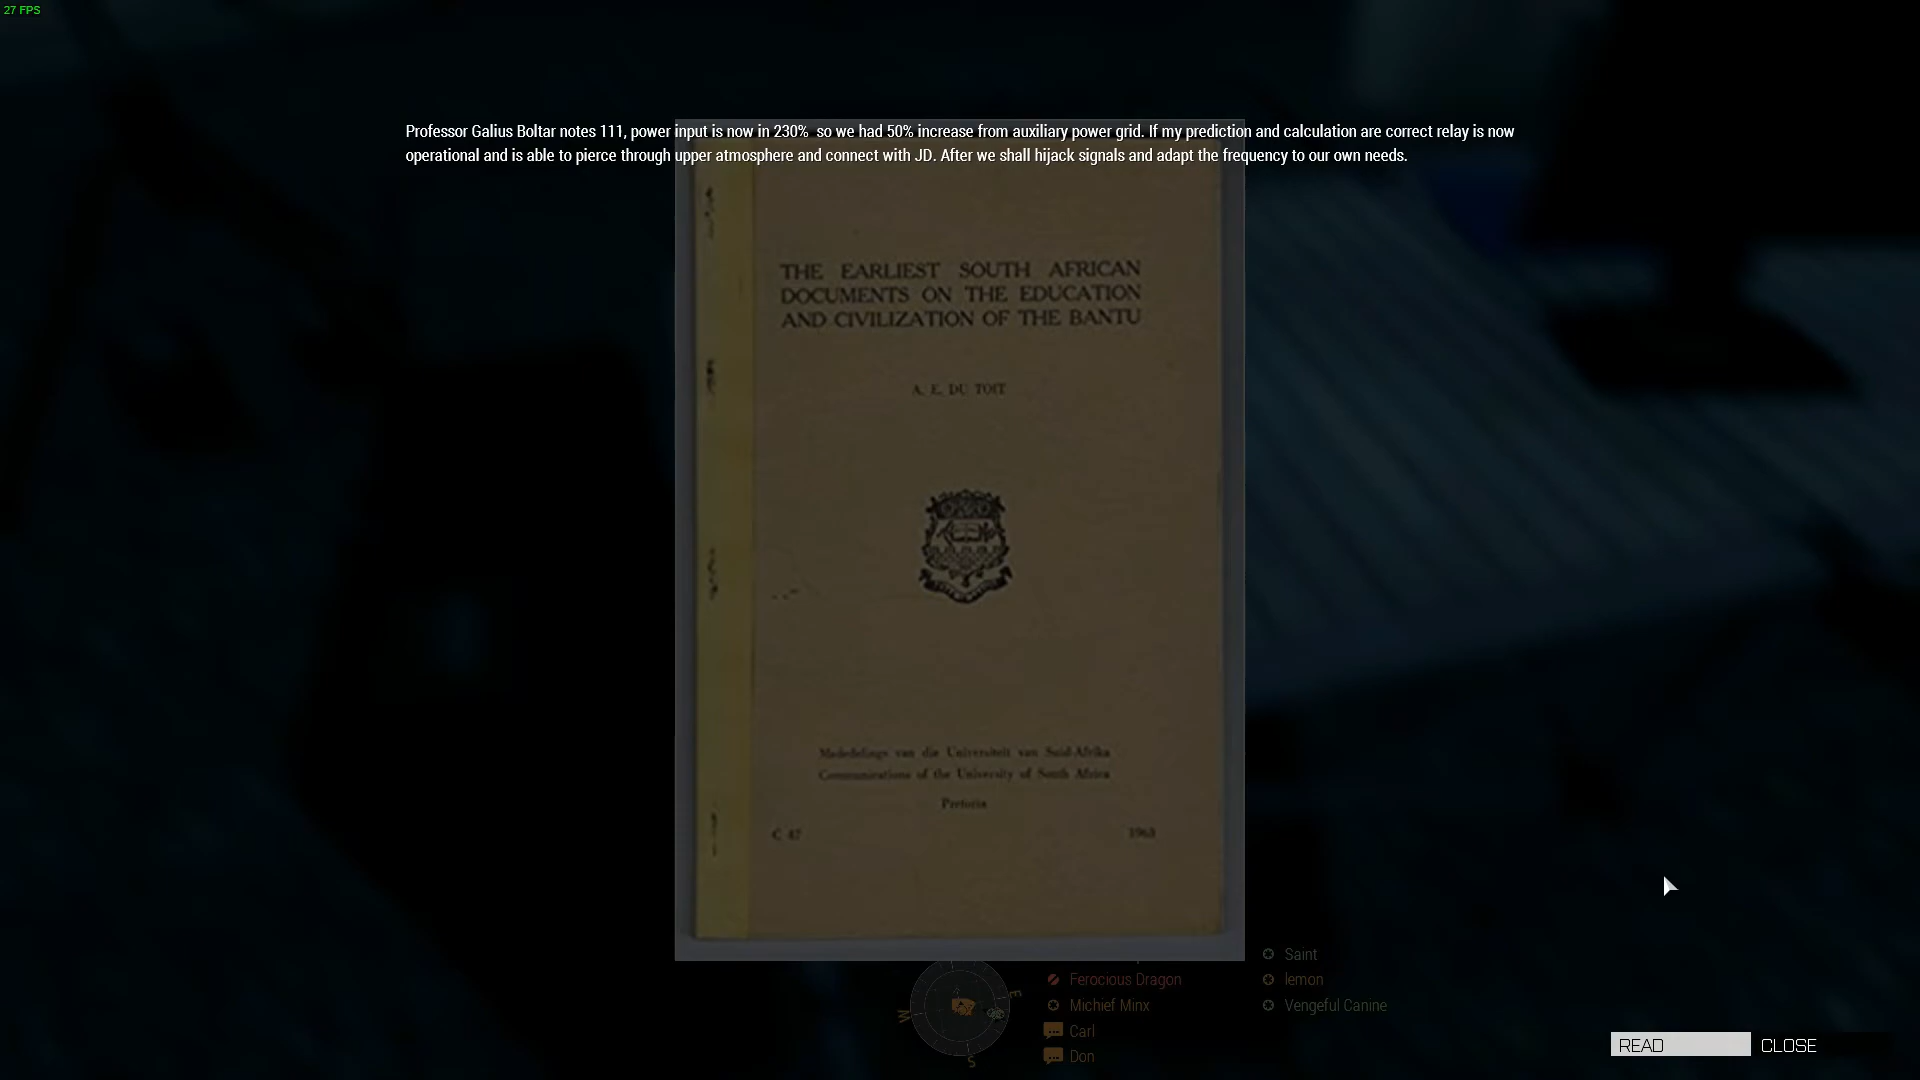 27 FPS
Professor Galius Boltar notes 111, power input is now in 230% so we had 50% increase from auxiliary power grid. If my prediction and calculation are correct relay is now
operational and is able to pierce through upper atmosphere and connect with JD. After we shall hijack signals and adapt the frequency to our own needs.
THE EARLIEST SOUTH AFRICAN
DOCUMENTS ON THE EDUCATION
AND CIVILIZATION OF THE BANTU
A. E. DU TOIT
Mededelings van die Universiteit van Suid-Afrika
Communications of the University of South Africa
Pretoria
C 47
1963
Saint
Ferocious Dragon
lemon
Michief Minx
Vengeful Canine
Carl
Don
E
S
READ
CLOSE